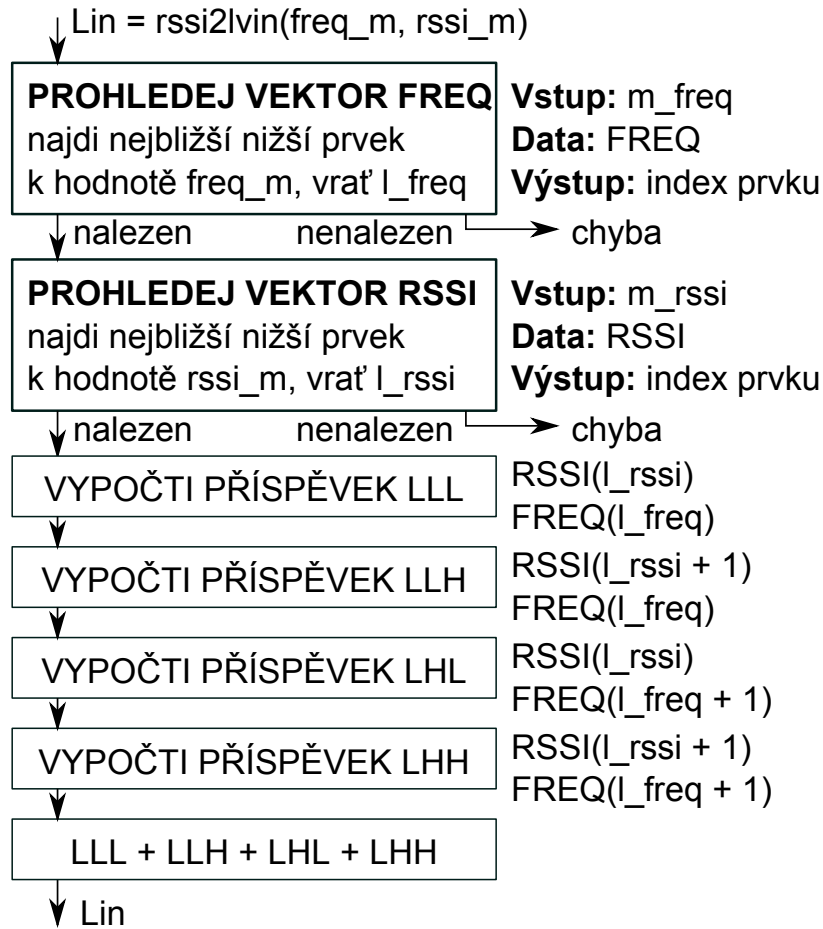 Lin = rssi2lvin(freq_m, rssi_m)
PROHLEDEJ VEKTOR FREQ Vstup: m_freq
najdi nejbližší nižší prvek Data: FREQ
k hodnotě freq_m, vrať l_freq Výstup: index prvku
nalezen nenalezen chyba
PROHLEDEJ VEKTOR RSSI Vstup: m_rssi
najdi nejbližší nižší prvek Data: RSSI
k hodnotě rssi_m, vrať l_rssi Výstup: index prvku
nalezen nenalezen chyba
VYPOČTI PŘÍSPĚVEK LLL
RSSI(l_rssi)
FREQ(l_freq)
VYPOČTI PŘÍSPĚVEK LLH
RSSI(l_rssi + 1)
FREQ(l_freq)
VYPOČTI PŘÍSPĚVEK LHL
RSSI(l_rssi)
FREQ(l_freq + 1)
VYPOČTI PŘÍSPĚVEK LHH
RSSI(l_rssi + 1)
FREQ(l_freq + 1)
LLL + LLH + LHL + LHH
Lin